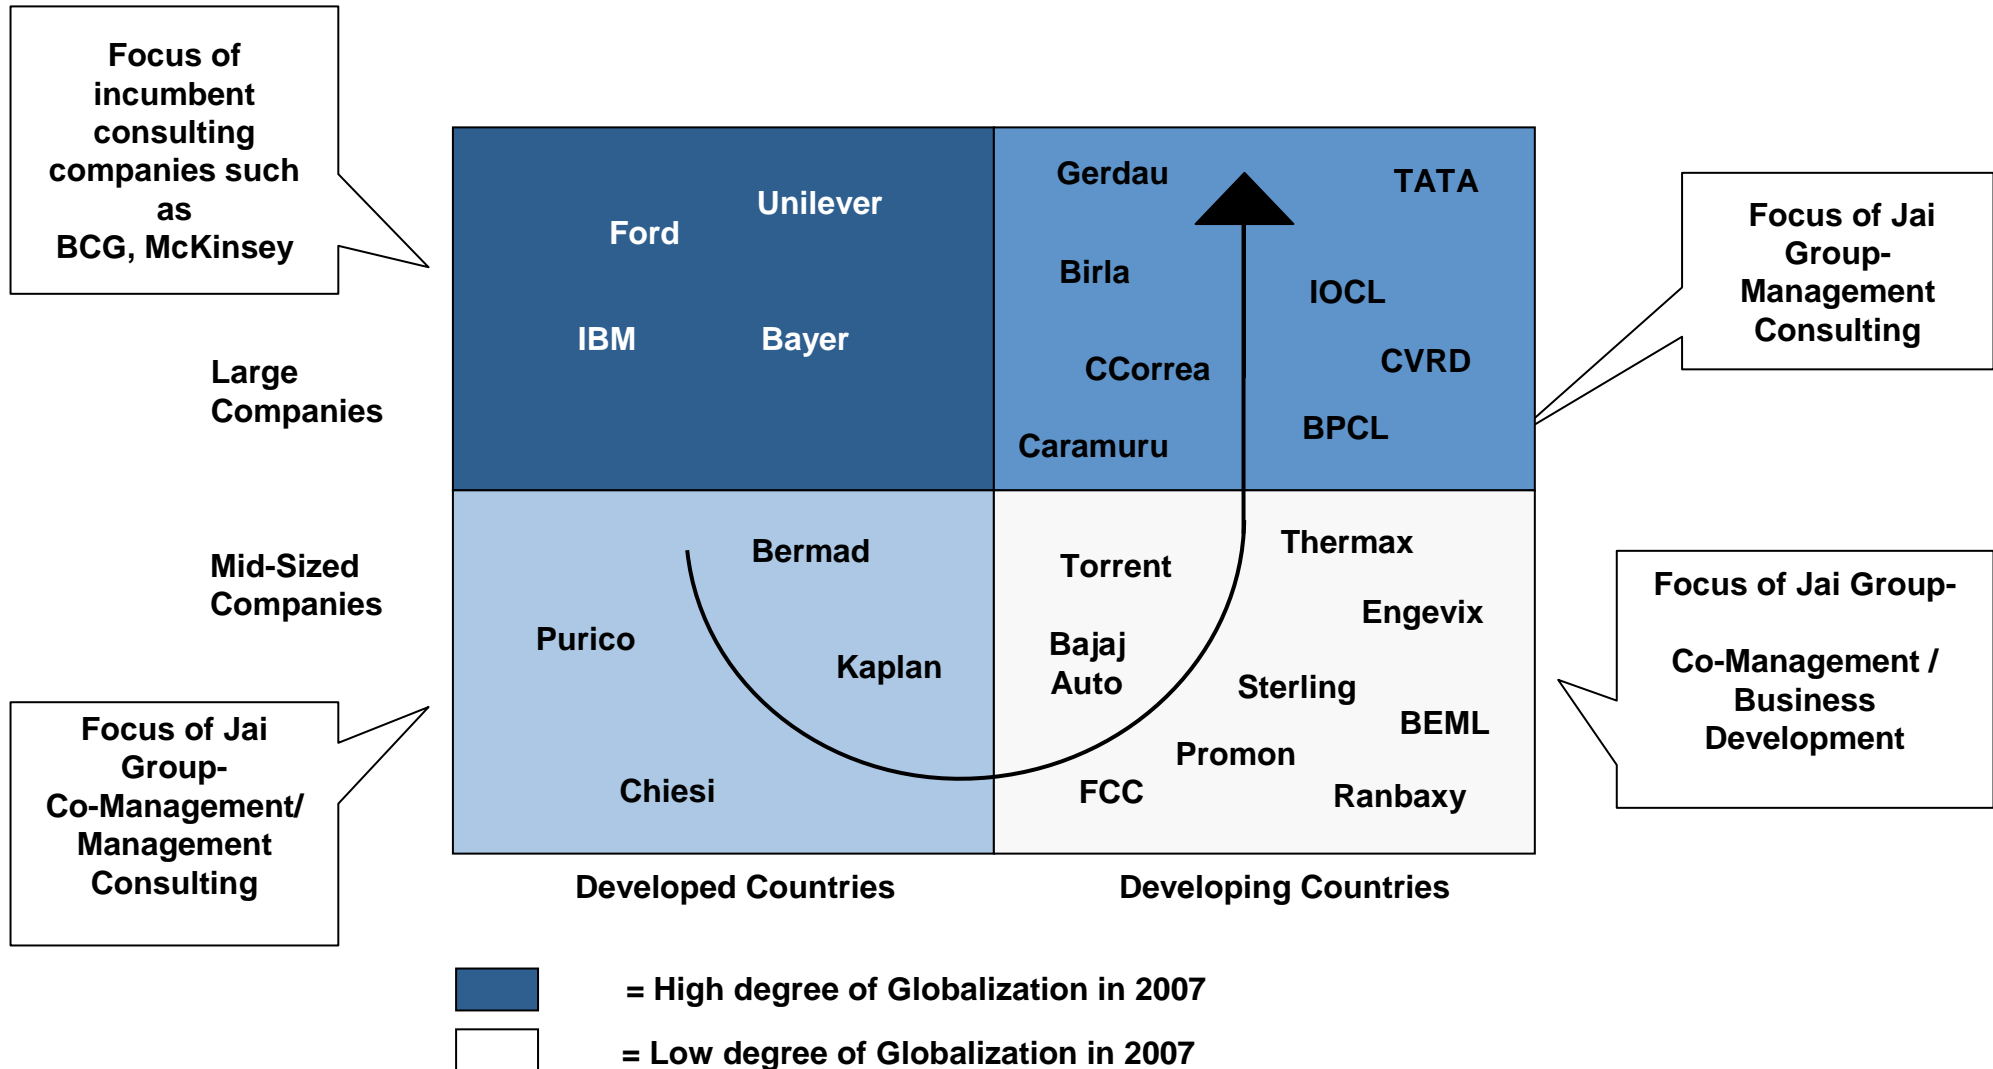 Focus of
incumbent
consulting
companies such
as
BCG, McKinsey
Large
Companies
Mid-Sized
Companies
Focus of Jai
Group-
Co-Management/
Management
Consulting
Unilever
Ford
IBM
Bayer
Gerdau
TATA
Birla
IOCL
CCorrea
CVRD
Caramuru
BPCL
Bermad
Purico
Kaplan
Chiesi
Thermax
Torrent
Engevix
Bajaj
Auto
Sterling
BEML
Promon
FCC
Ranbaxy
Focus of Jai
Group-
Management
Consulting
Focus of Jai Group-
Co-Management /
Business
Development
Developed Countries
Developing Countries
= High degree of Globalization in 2007
= Low degree of Globalization in 2007